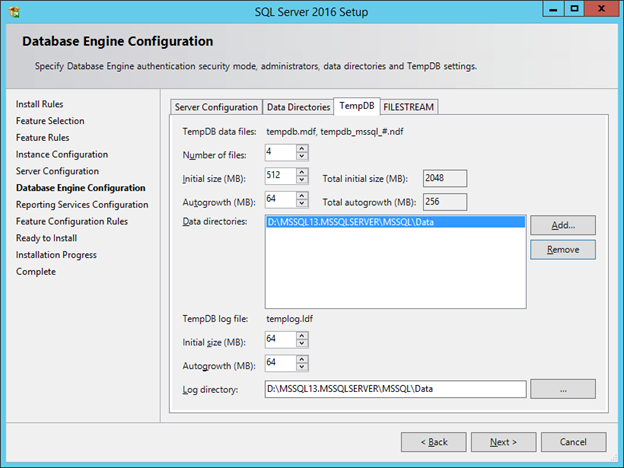 SQL Server 2016 Setup
Database Engine Configuration
Specify Database Engine authentication security mode, administrators, data directories and TempDB settings.
Install Rules
Feature Selection
Feature Rules
Instance Configuration
Server Configuration
Database Engine Configuration
Reporting Services Configuration
Feature Configuration Rules
Ready to Install
Installation Progress
Complete
Server Configuration Data Directories TempDB FILESTREAM
TempDB data files: tempdb.mdf, tempdb_mssql_#.ndf
Number of files: 4
Initial size (MB): 512 Total initial size (MB): 2048
Autogrowth (MB): 64 Total autogrowth (MB): 256
Data directories: D:\MSSQL13.MSSQLSERVER\MSSQL\Data Add...
Remove
TempDB log file: templog.ldf
Initial size (MB): 64
Autogrowth (MB): 64
Log directory: D:\MSSQL13.MSSQLSERVER\MSSQL\Data ...
< Back Next > Cancel